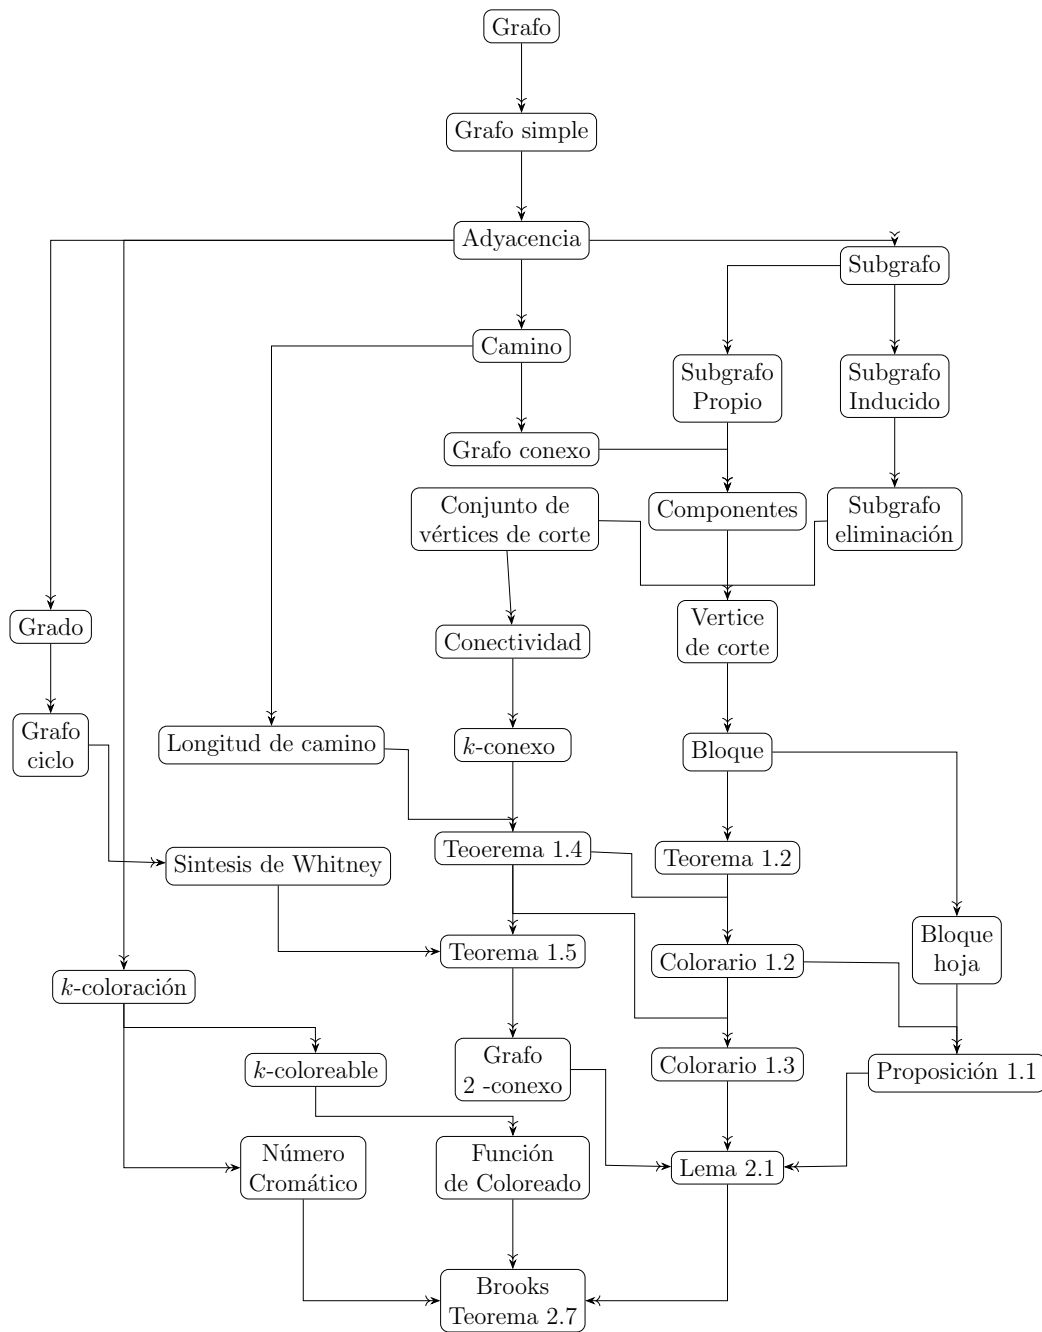 Grafo
Grafo simple
Adyacencia
Subgrafo
Camino
Subgrafo
Propio
Subgrafo
Inducido
Grafo conexo
Conjunto de
vértices de corte
Componentes
Subgrafo
eliminación
Grado
Conectividad
Vertice
de corte
Grafo
ciclo
Longitud de camino
k-conexo
Bloque
Teoerema 1.4
Teorema 1.2
Sintesis de Whitney
Teorema 1.5
Colorario 1.2
Bloque
hoja
k-coloración
k-coloreable
Grafo
2 -conexo
Colorario 1.3
Proposición 1.1
Número
Cromático
Función
de Coloreado
Lema 2.1
Brooks
Teorema 2.7